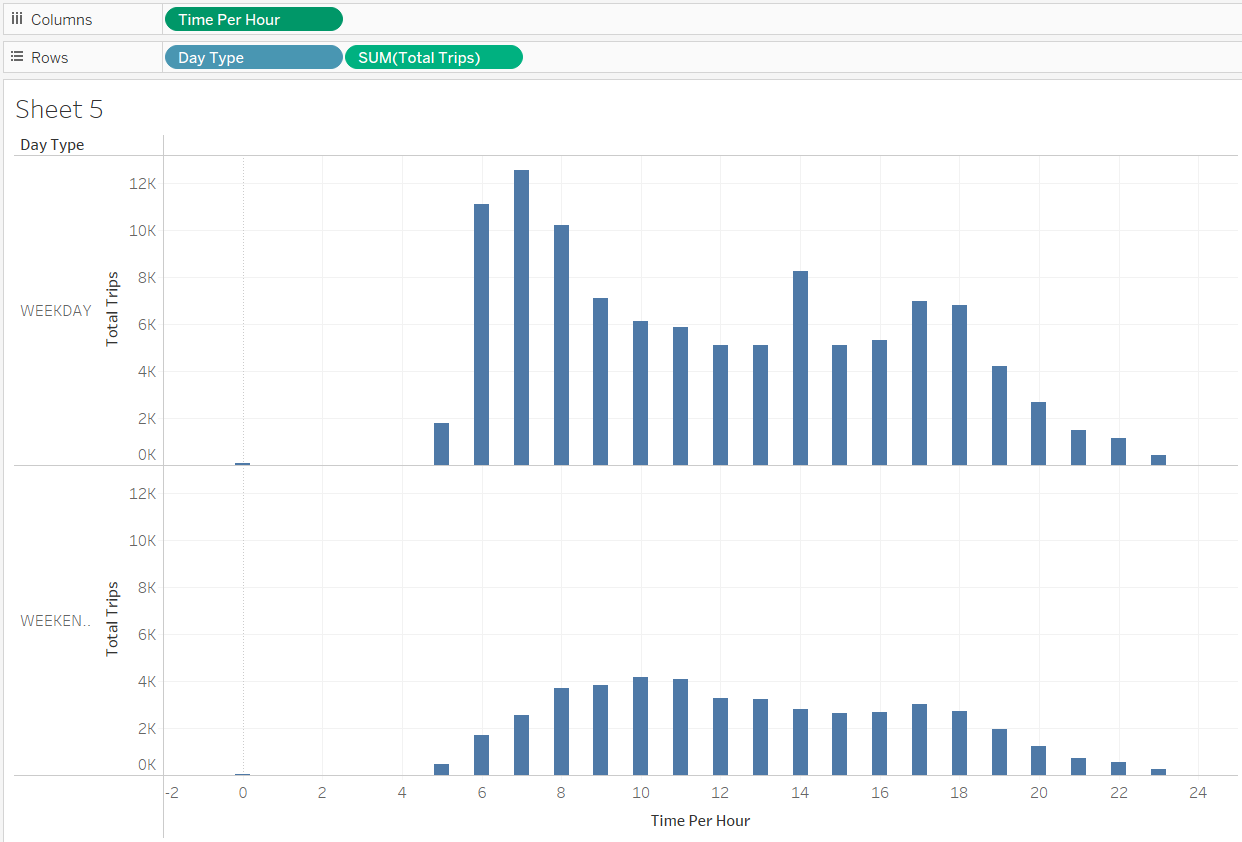 Columns Time Per Hour
Rows Day Type SUM(Total Trips)
Sheet 5
Day Type
WEEKDAY
Total Trips
12K
10K
8K
6K
4K
2K
0K
WEEKEN..
Total Trips
12K
10K
8K
6K
4K
2K
0K
-2 0 2 4 6 8 10 12 14 16 18 20 22 24
Time Per Hour